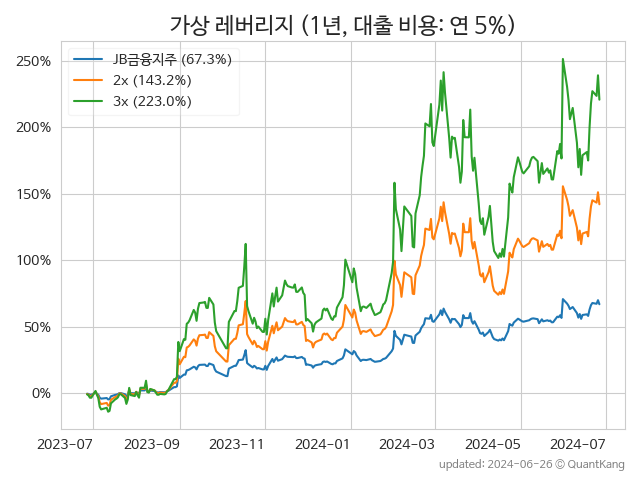 가상 레버리지 (1년, 대출 비용: 연 5%)
JB금융지주 (67.3%)
2x (143.2%)
3x (223.0%)
250%
200%
150%
100%
50%
0%
2023-07 2023-09 2023-11 2024-01 2024-03 2024-05 2024-07
updated: 2024-06-26 © QuantKang